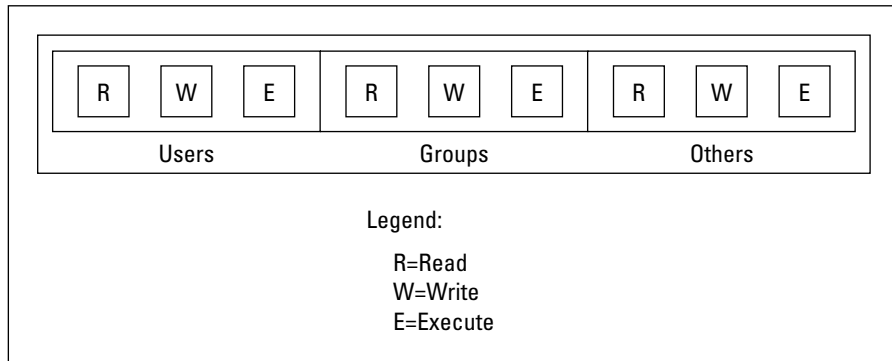 R W E R W E R W E
Users Groups Others
Legend:
R=Read
W=Write
E=Execute